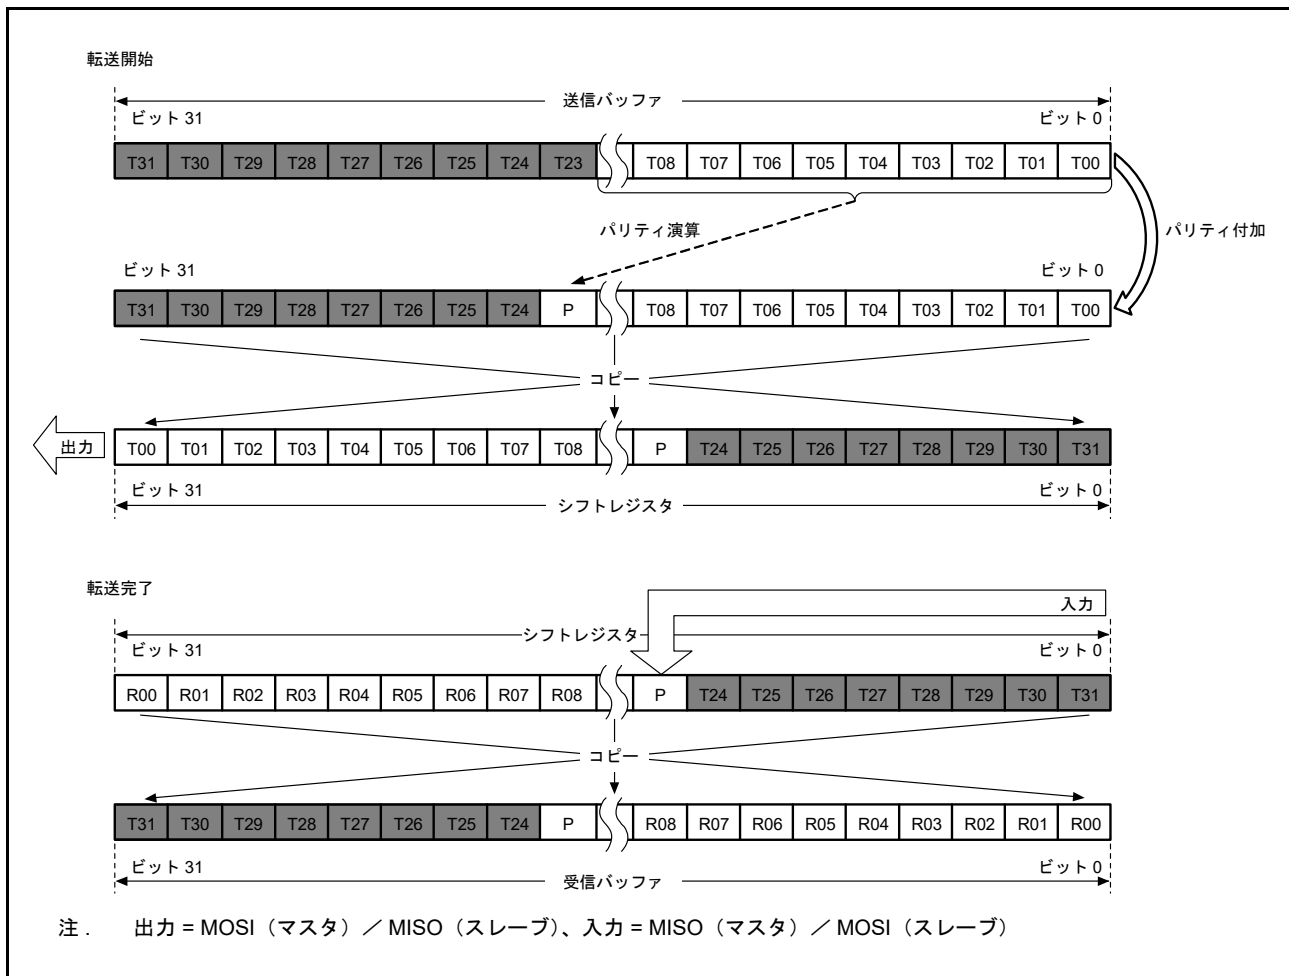 転送開始
送信バッファ
ビット 31 ビット 0
T31 T30 T29 T28 T27 T26 T25 T24 T23 T08 T07 T06 T05 T04 T03 T02 T01 T00
パリティ演算 パリティ付加
ビット 31 ビット 0
T31 T30 T29 T28 T27 T26 T25 T24 P T08 T07 T06 T05 T04 T03 T02 T01 T00
コピー
出力 T00 T01 T02 T03 T04 T05 T06 T07 T08 P T24 T25 T26 T27 T28 T29 T30 T31
ビット 31 ビット 0
シフトレジスタ
転送完了
入力
シフトレジスタ
ビット 31 ビット 0
R00 R01 R02 R03 R04 R05 R06 R07 R08 P T24 T25 T26 T27 T28 T29 T30 T31
コピー
T31 T30 T29 T28 T27 T26 T25 T24 P R08 R07 R06 R05 R04 R03 R02 R01 R00
ビット 31 ビット 0
受信バッファ
注． 出力 = MOSI（マスタ）／ MISO（スレーブ）、入力 = MISO（マスタ）／ MOSI（スレーブ）